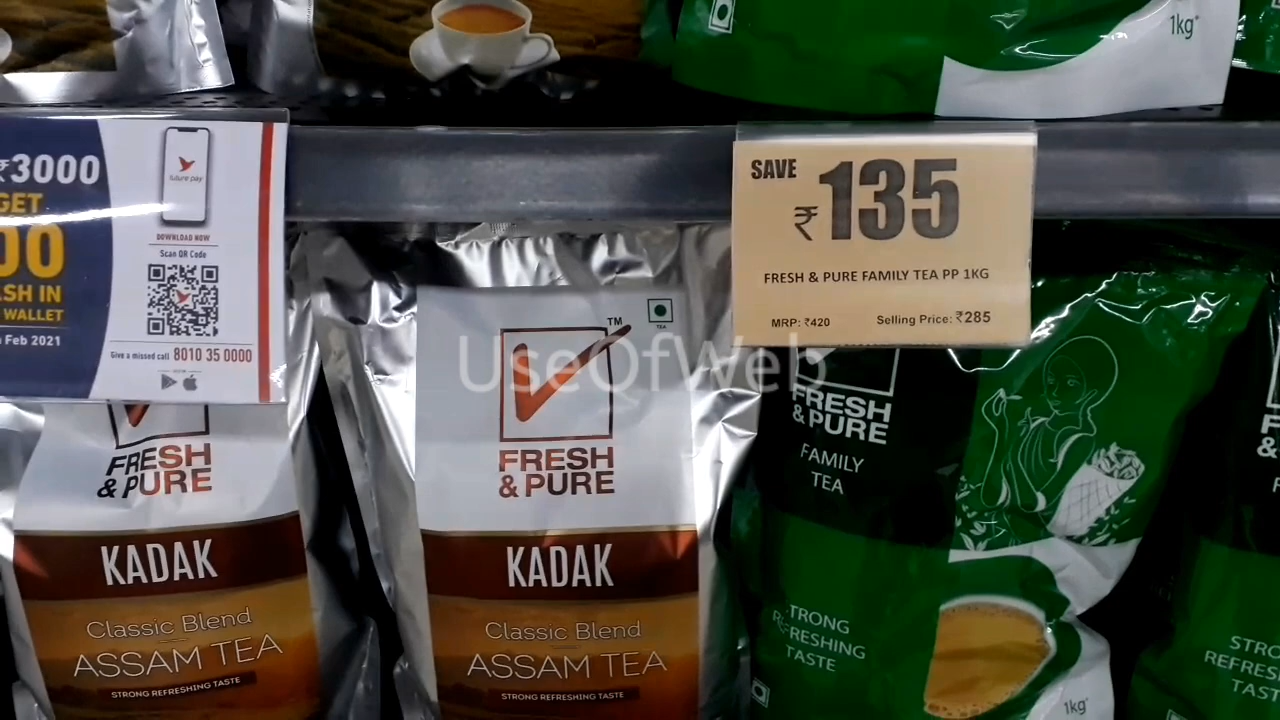 1kg*
₹3000
GET
00
SH IN
WALLET
Feb 2021
future pay
DOWNLOAD NOW
Scan QR Code
Give a missed call 8010 35 0000
SAVE
₹135
FRESH & PURE FAMILY TEA PP 1KG
MRP: ₹420 Selling Price: ₹285
FRESH
& PURE
KADAK
Classic Blend
ASSAM TEA
STRONG REFRESHING TASTE
TM
TEA
FRESH
& PURE
KADAK
Classic Blend
ASSAM TEA
STRONG REFRESHING TASTE
UseOfWeb
FRESH
& PURE
FAMILY
TEA
STRONG
REFRESHING
TASTE
1kg*
F
&
STRO
REFRES
TAST